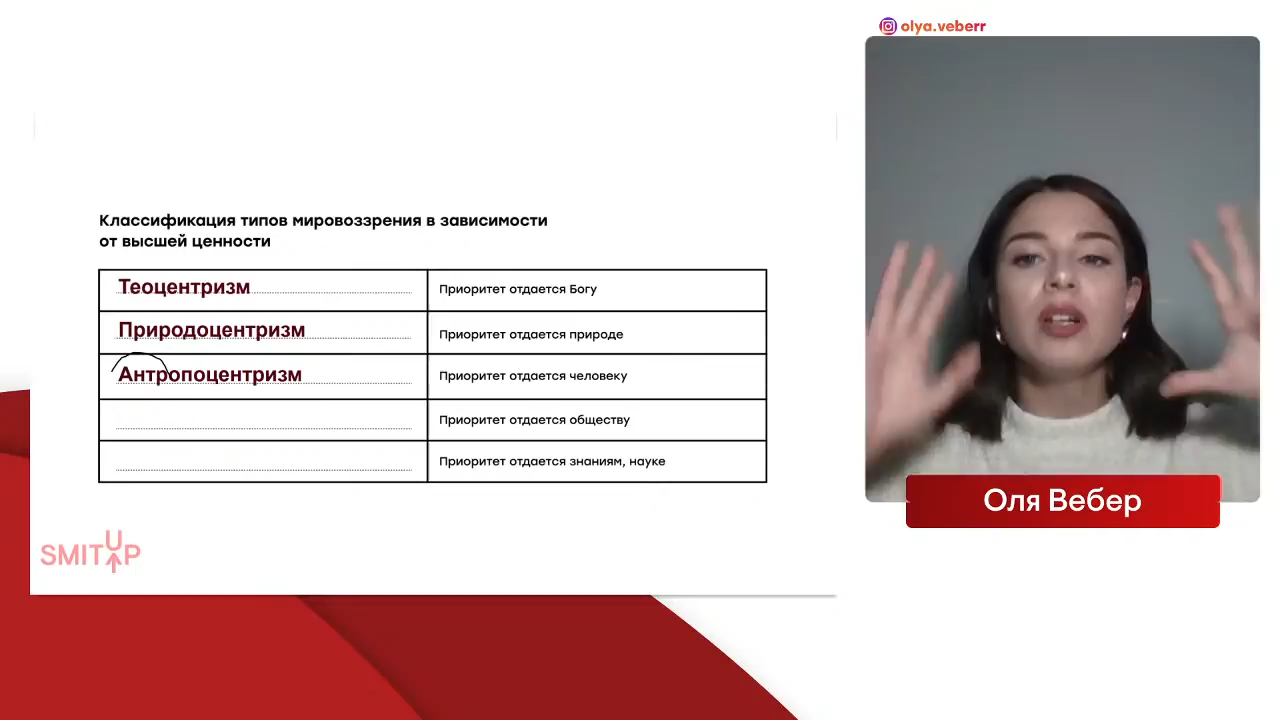 olya.veberr
Классификация типов мировоззрения в зависимости
от высшей ценности
Теоцентризм
Приоритет отдается Богу
Природоцентризм
Приоритет отдается природе
Антропоцентризм
Приоритет отдается человеку
Приоритет отдается обществу
Приоритет отдается знаниям, науке
SMITUP
Оля Вебер